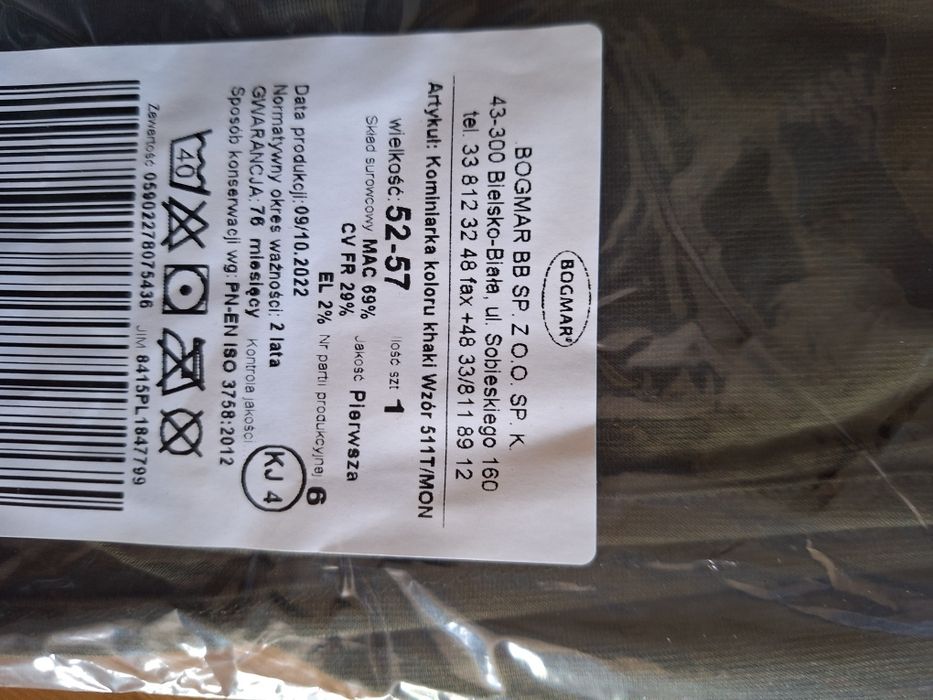 BOGMAR®
BOGMAR BB SP. Z O.O. SP. K.
43-300 Bielsko-Biała, ul. Sobieskiego 160
tel. 33 812 32 48 fax +48 33/811 89 12
Artykuł: Kominiarka koloru khaki Wzór 511T/MON
wielkość: 52-57 Ilość szt 1
Skład surowcowy MAC 69% Jakość Pierwsza
CV FR 29%
EL 2% Nr partii produkcyjnej 6
Data produkcji: 09/10.2022
Normatywny okres ważności: 2 lata
GWARANCJA: 76 miesięcy Kontrola jakości KJ 4
Sposób konserwacji wg: PN-EN ISO 3758:2012
40
Zawartość 05902278075436 JIM 8415PL1847799